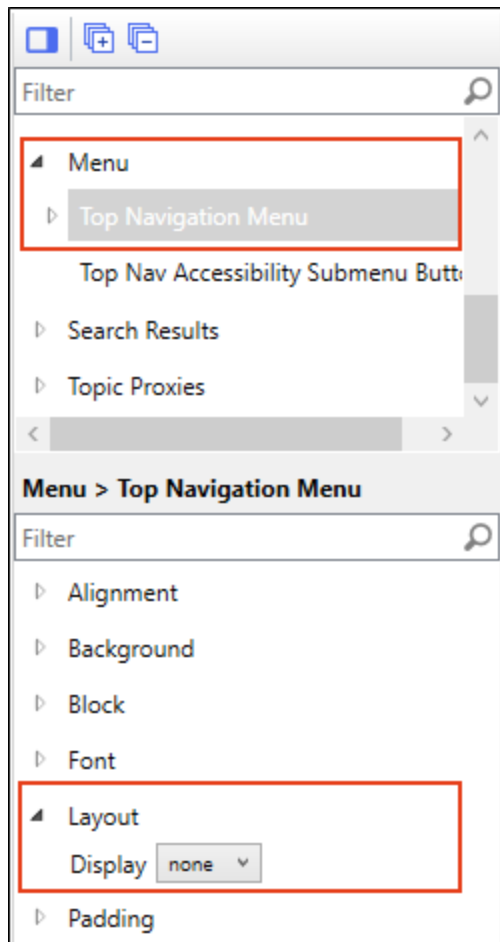 Filter
Menu
Top Navigation Menu
Top Nav Accessibility Submenu Butt
Search Results
Topic Proxies
Menu > Top Navigation Menu
Filter
Alignment
Background
Block
Font
Layout
Display none
Padding